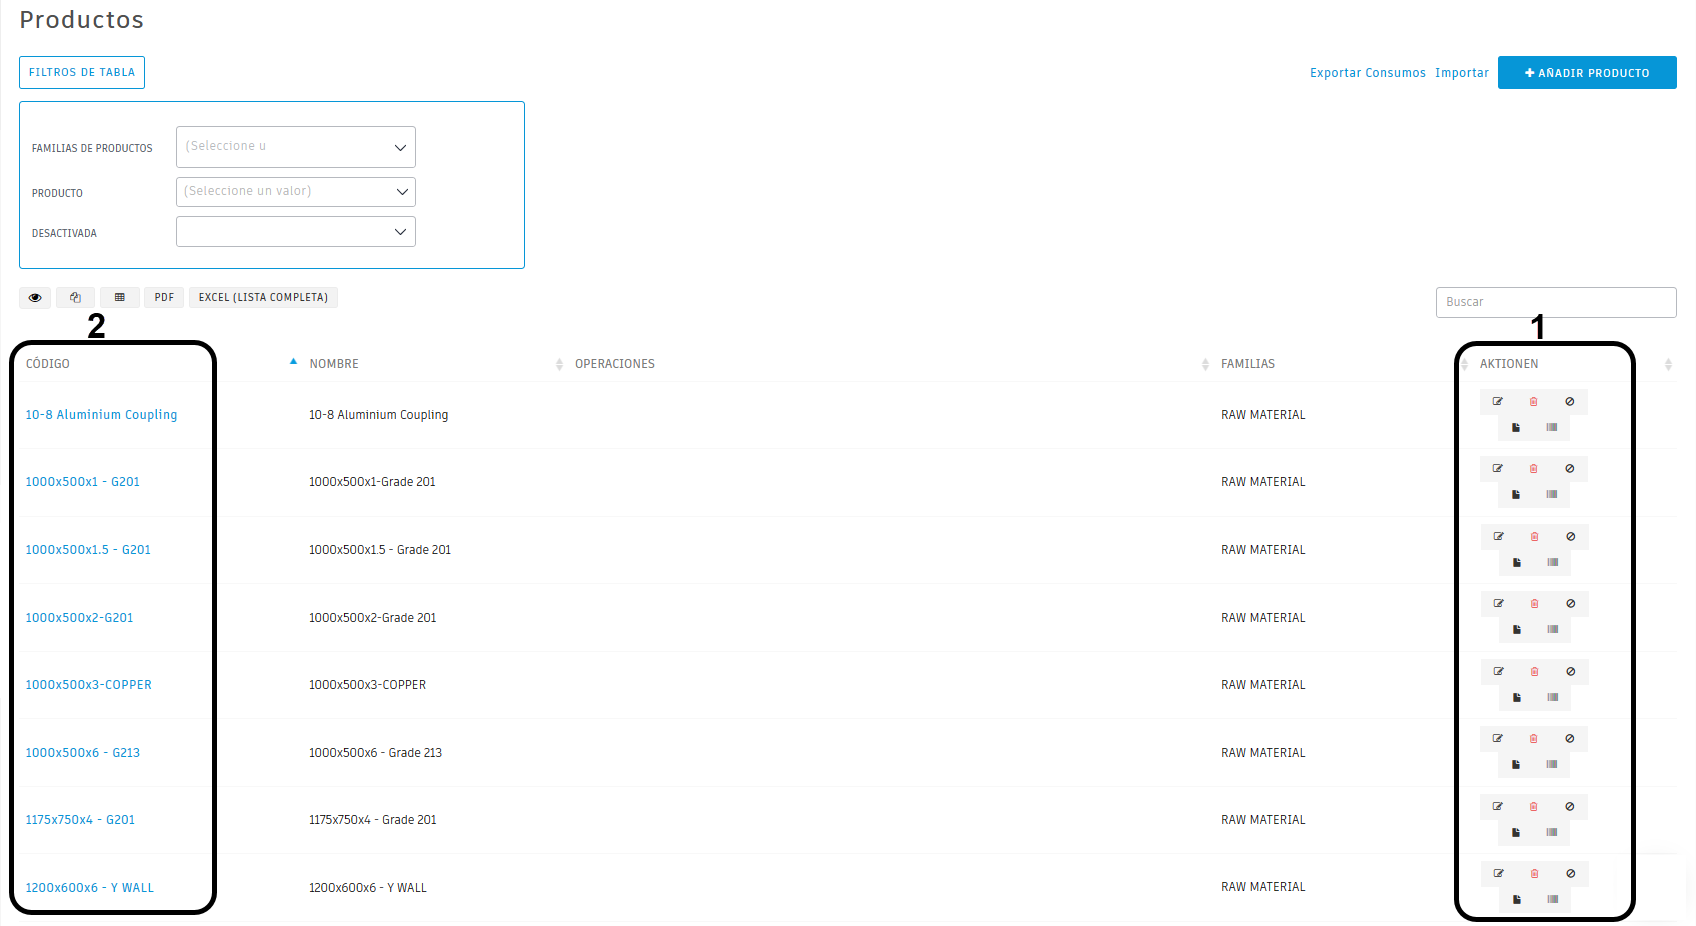 Productos
FILTROS DE TABLA
Exportar Consumos Importar AÑADIR PRODUCTO
FAMILIAS DE PRODUCTOS (Seleccione u
PRODUCTO (Seleccione un valor)
DESACTIVADA
PDF EXCEL (LISTA COMPLETA)
Buscar
2 1
CÓDIGO NOMBRE OPERACIONES FAMILIAS AKTIONEN
10-8 Aluminium Coupling 10-8 Aluminium Coupling RAW MATERIAL
1000x500x1 - G201 1000x500x1-Grade 201 RAW MATERIAL
1000x500x1.5 - G201 1000x500x1.5 - Grade 201 RAW MATERIAL
1000x500x2-G201 1000x500x2-Grade 201 RAW MATERIAL
1000x500x3-COPPER 1000x500x3-COPPER RAW MATERIAL
1000x500x6 - G213 1000x500x6 - Grade 213 RAW MATERIAL
1175x750x4 - G201 1175x750x4 - Grade 201 RAW MATERIAL
1200x600x6 - Y WALL 1200x600x6 - Y WALL RAW MATERIAL